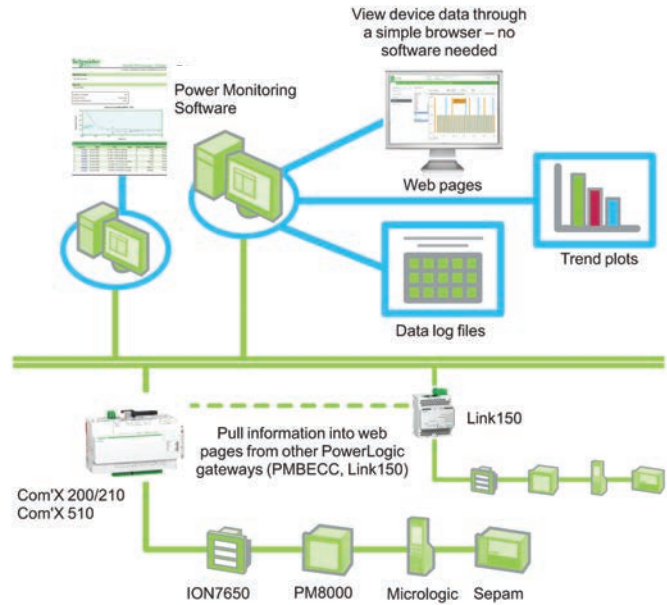 View device data through
a simple browser – no
software needed
Schneider
Power Monitoring
Software
Web pages
Trend plots
Data log files
Link150
Pull information into web
pages from other PowerLogic
gateways (PMBECC, Link150)
Com'X 200/210
Com'X 510
ION7650
PM8000
Micrologic
Sepam